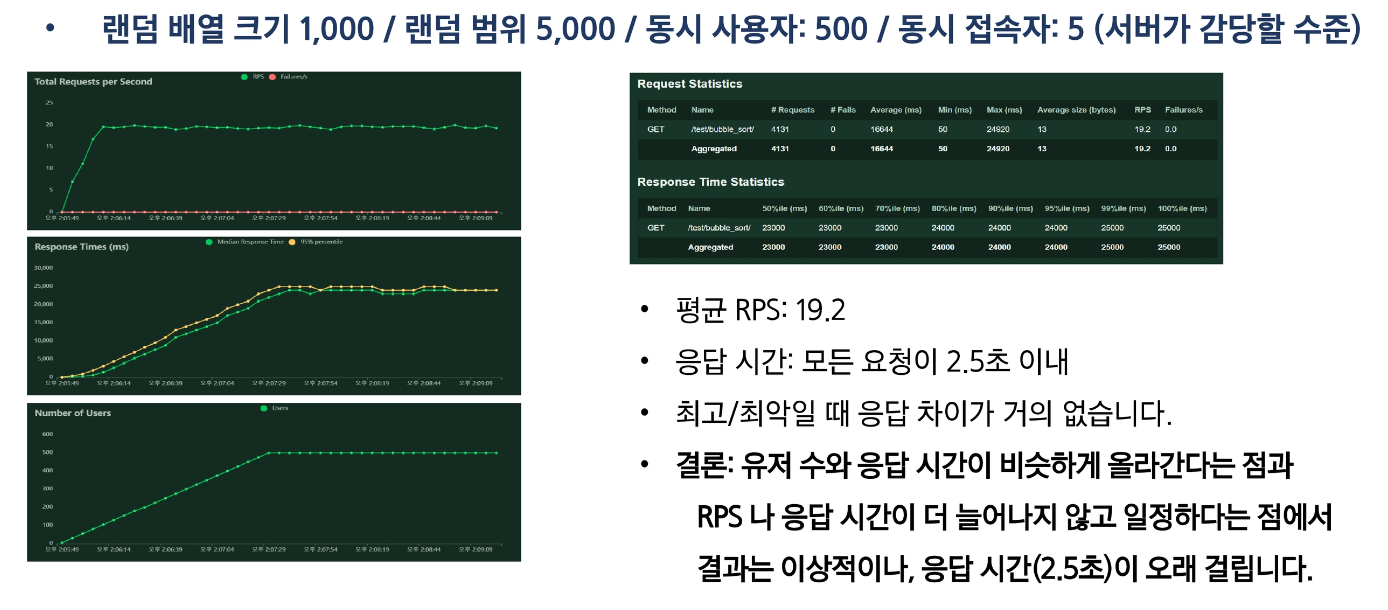 • 랜덤 배열 크기 1,000 / 랜덤 범위 5,000 / 동시 사용자: 500 / 동시 접속자: 5 (서버가 감당할 수준)
Total Requests per Second
RPS Failures/s
25
20
15
10
5
0
오후 2:05:49 오후 2:06:14 오후 2:06:39 오후 2:07:04 오후 2:07:29 오후 2:07:54 오후 2:08:19 오후 2:08:44 오후 2:09:09
Response Times (ms)
Median Response Time 95% percentile
30,000
25,000
20,000
15,000
10,000
5,000
0
오후 2:05:49 오후 2:06:14 오후 2:06:39 오후 2:07:04 오후 2:07:29 오후 2:07:54 오후 2:08:19 오후 2:08:44 오후 2:09:09
Number of Users
Users
600
500
400
300
200
100
0
오후 2:05:49 오후 2:06:14 오후 2:06:39 오후 2:07:04 오후 2:07:29 오후 2:07:54 오후 2:08:19 오후 2:08:44 오후 2:09:09
Request Statistics
Method Name # Requests # Fails Average (ms) Min (ms) Max (ms) Average size (bytes) RPS Failures/s
GET /test/bubble_sort/ 4131 0 16644 50 24920 13 19.2 0.0
Aggregated 4131 0 16644 50 24920 13 19.2 0.0
Response Time Statistics
Method Name 50%ile (ms) 60%ile (ms) 70%ile (ms) 80%ile (ms) 90%ile (ms) 95%ile (ms) 99%ile (ms) 100%ile (ms)
GET /test/bubble_sort/ 23000 23000 23000 24000 24000 24000 25000 25000
Aggregated 23000 23000 23000 24000 24000 24000 25000 25000
• 평균 RPS: 19.2
• 응답 시간: 모든 요청이 2.5초 이내
• 최고/최악일 때 응답 차이가 거의 없습니다.
• 결론: 유저 수와 응답 시간이 비슷하게 올라간다는 점과
RPS 나 응답 시간이 더 늘어나지 않고 일정하다는 점에서
결과는 이상적이나, 응답 시간(2.5초)이 오래 걸립니다.